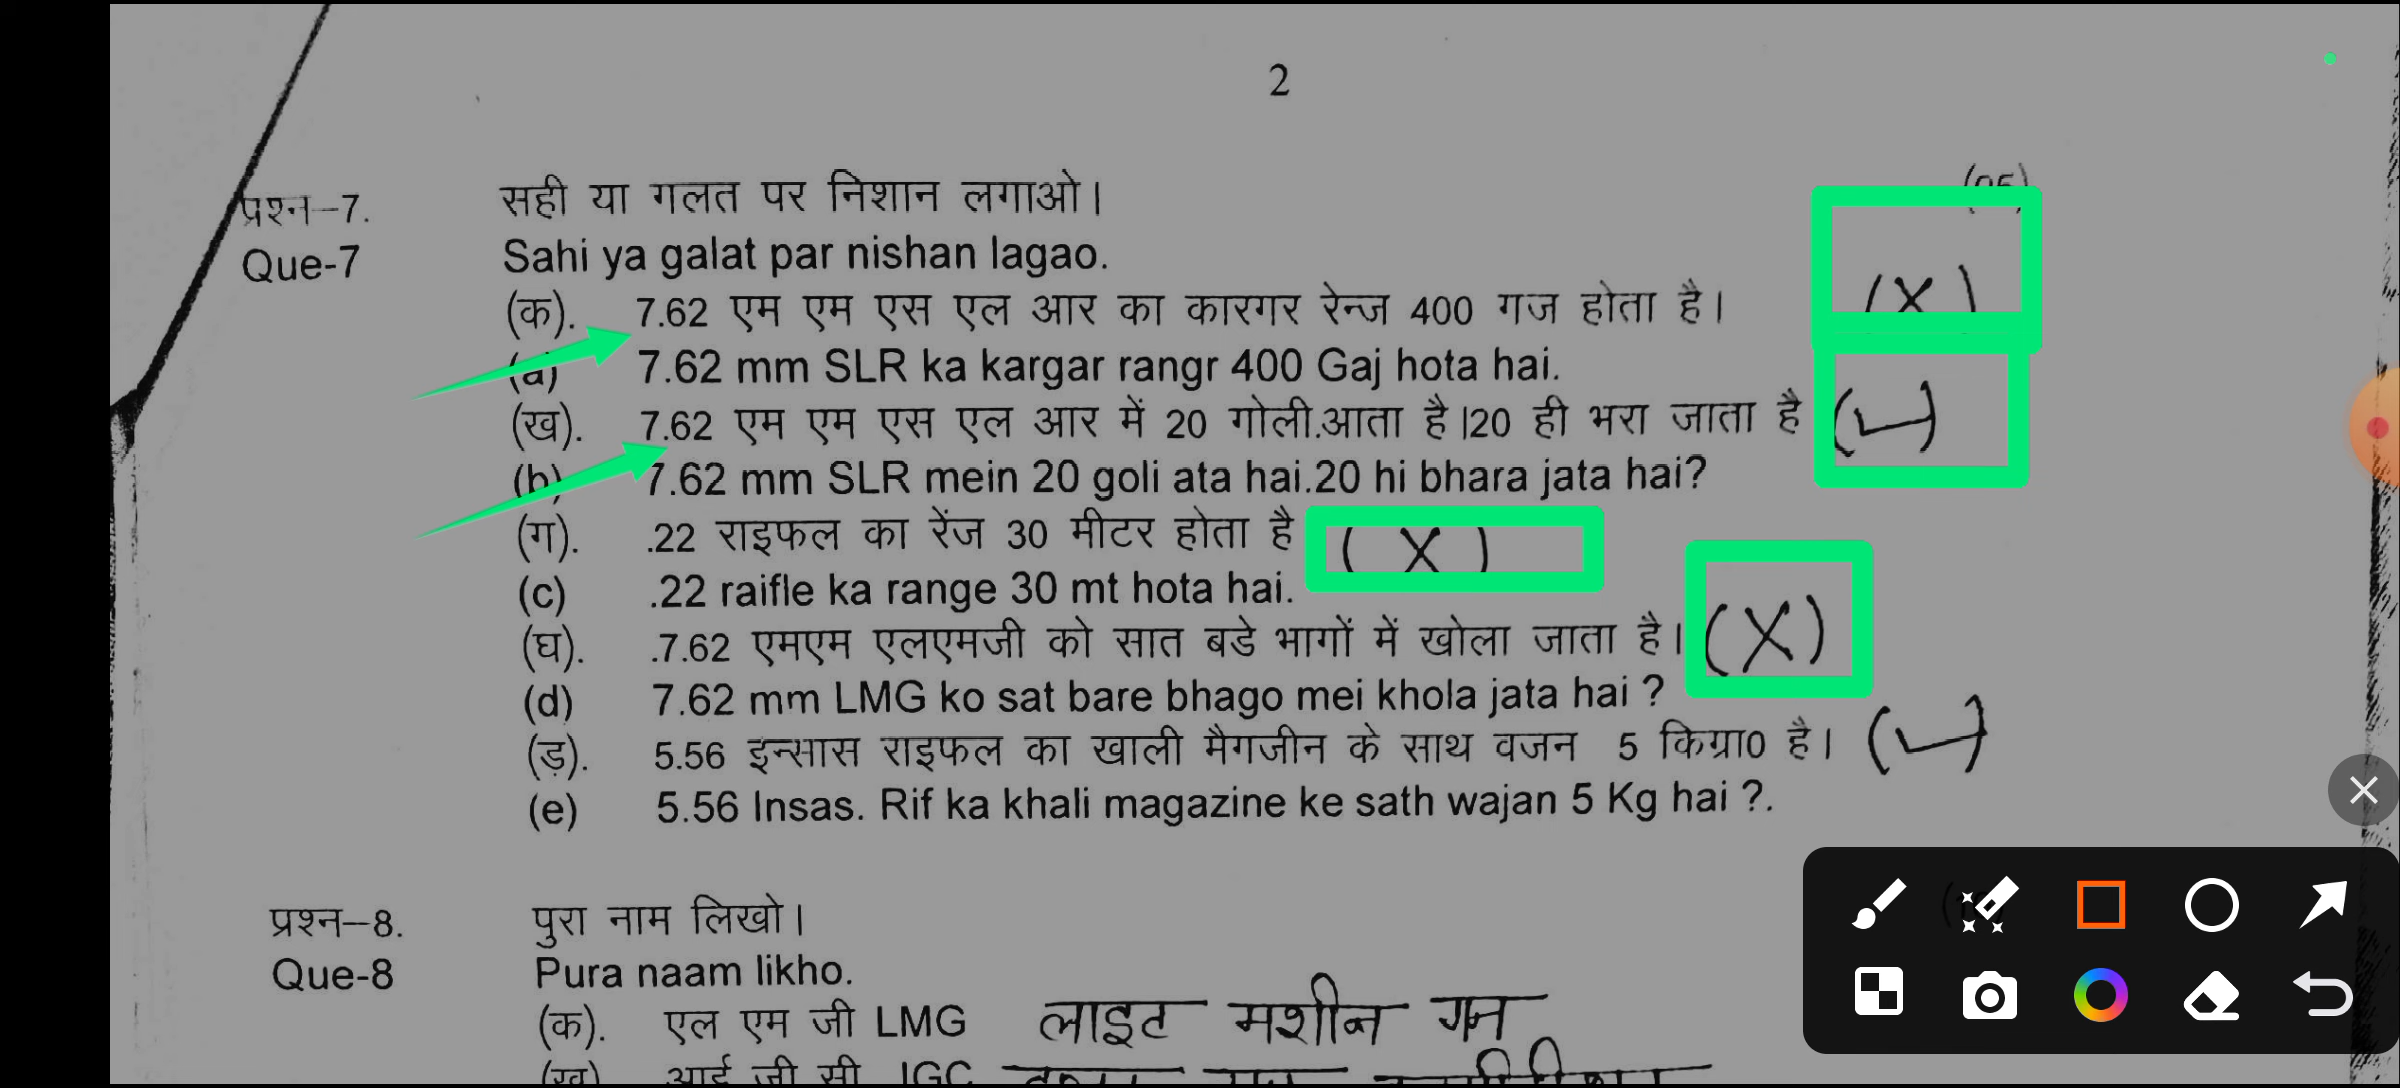 2
प्रश्न–7. सही या गलत पर निशान लगाओ। (05)
Que-7 Sahi ya galat par nishan lagao.
(क). 7.62 एम एम एस एल आर का कारगर रेन्ज 400 गज होता है। (X)
(a) 7.62 mm SLR ka kargar rangr 400 Gaj hota hai.
(ख). 7.62 एम एम एस एल आर में 20 गोली.आता है।20 ही भरा जाता है (✓)
(b) 7.62 mm SLR mein 20 goli ata hai.20 hi bhara jata hai?
(ग). .22 राइफल का रेंज 30 मीटर होता है (X)
(c) .22 raifle ka range 30 mt hota hai.
(घ). .7.62 एमएम एलएमजी को सात बडे भागों में खोला जाता है। (X)
(d) 7.62 mm LMG ko sat bare bhago mei khola jata hai ?
(ड़). 5.56 इन्सास राइफल का खाली मैगजीन के साथ वजन 5 किग्रा0 है। (✓)
(e) 5.56 Insas. Rif ka khali magazine ke sath wajan 5 Kg hai ?.
प्रश्न–8. पुरा नाम लिखो।
Que-8 Pura naam likho.
(क). एल एम जी LMG लाइट मशीन गन
(ख) आई जी सी IGC